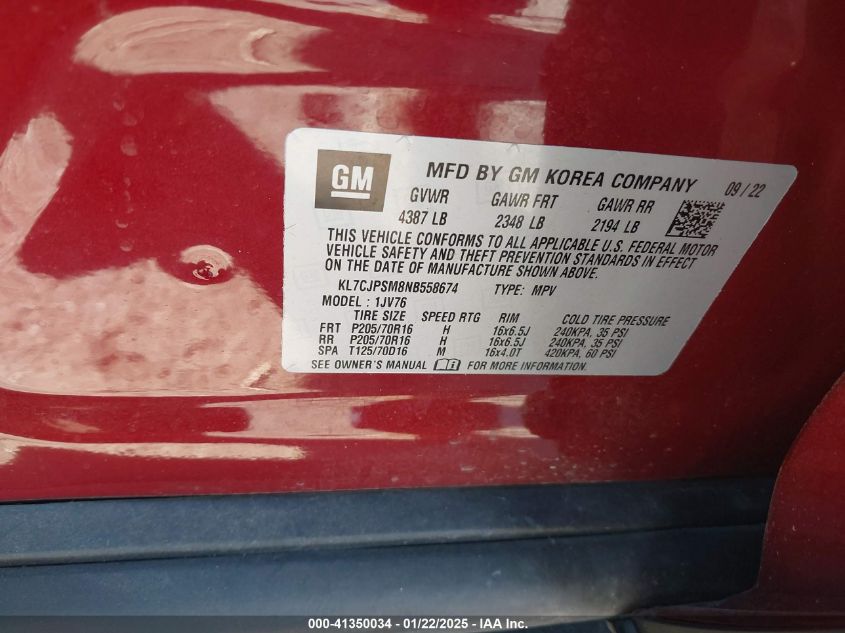 GM
MFD BY GM KOREA COMPANY 09/22
GVWR GAWR FRT GAWR RR
4387 LB 2348 LB 2194 LB
THIS VEHICLE CONFORMS TO ALL APPLICABLE U.S. FEDERAL MOTOR
VEHICLE SAFETY AND THEFT PREVENTION STANDARDS IN EFFECT
ON THE DATE OF MANUFACTURE SHOWN ABOVE.
KL7CJPSM8NB558674 TYPE: MPV
MODEL: 1JV76
TIRE SIZE SPEED RTG RIM COLD TIRE PRESSURE
FRT P205/70R16 H 16x6.5J 240KPA, 35 PSI
RR P205/70R16 H 16x6.5J 240KPA, 35 PSI
SPA T125/70D16 M 16x4.0T 420KPA, 60 PSI
SEE OWNER'S MANUAL FOR MORE INFORMATION.
000-41350034 - 01/22/2025 - IAA Inc.